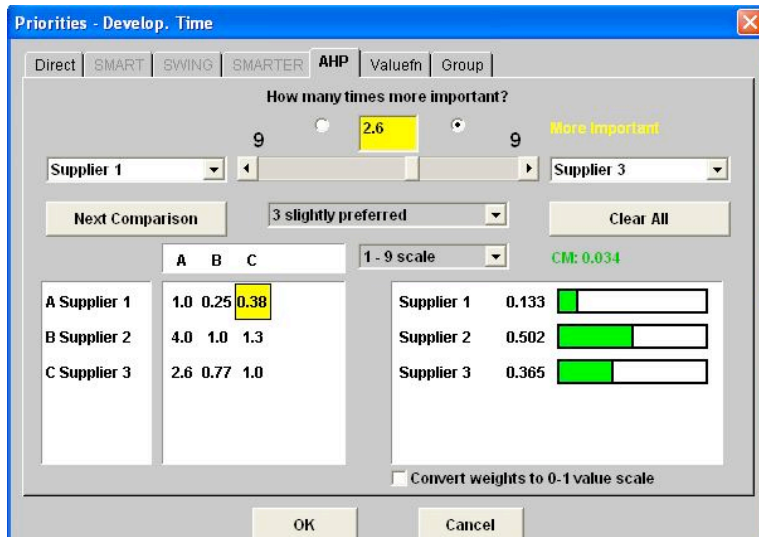 Priorities - Develop. Time
Direct SMART SWING SMARTER AHP Valuefn Group
How many times more important?
9 2.6 9 More Important
Supplier 1 Supplier 3
Next Comparison 3 slightly preferred Clear All
A B C 1 - 9 scale CM: 0.034
A Supplier 1 1.0 0.25 0.38 Supplier 1 0.133
B Supplier 2 4.0 1.0 1.3 Supplier 2 0.502
C Supplier 3 2.6 0.77 1.0 Supplier 3 0.365
Convert weights to 0-1 value scale
OK Cancel